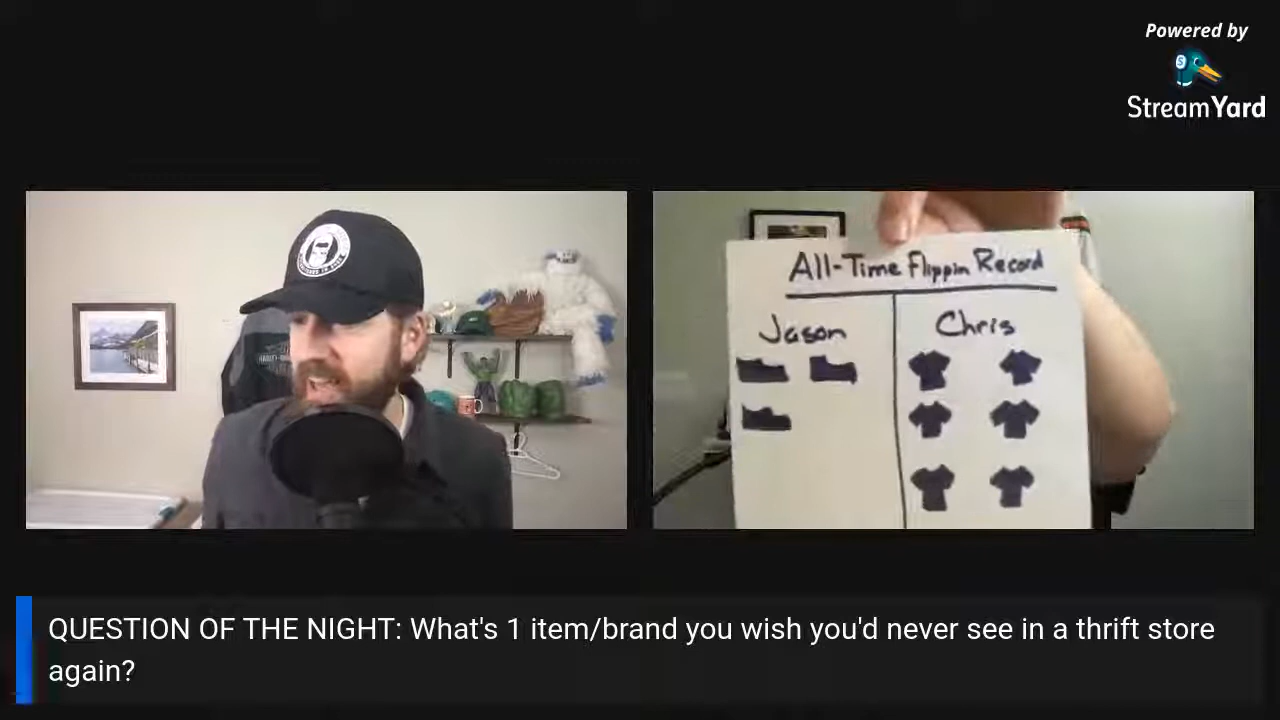 Powered by
StreamYard
All-Time Flippin Record
Jason
Chris
QUESTION OF THE NIGHT: What's 1 item/brand you wish you'd never see in a thrift store
again?